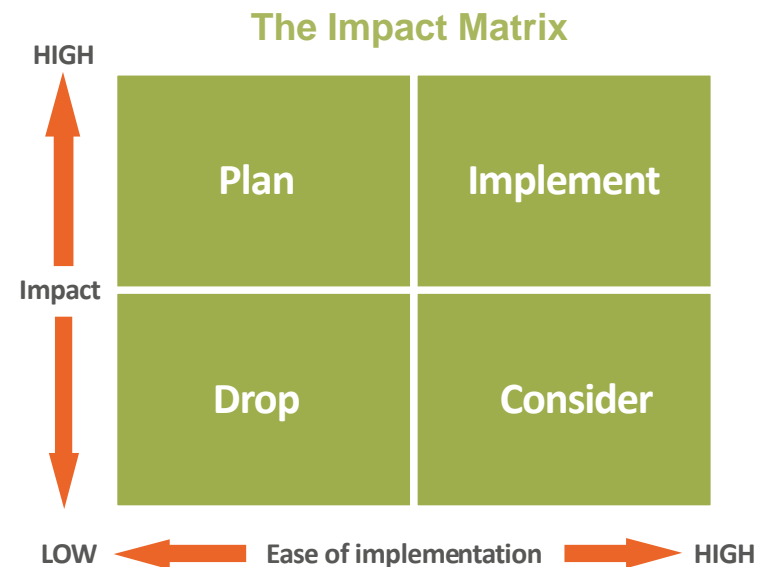 The Impact Matrix
HIGH
Plan
Implement
Impact
Drop
Consider
LOW
Ease of implementation
HIGH